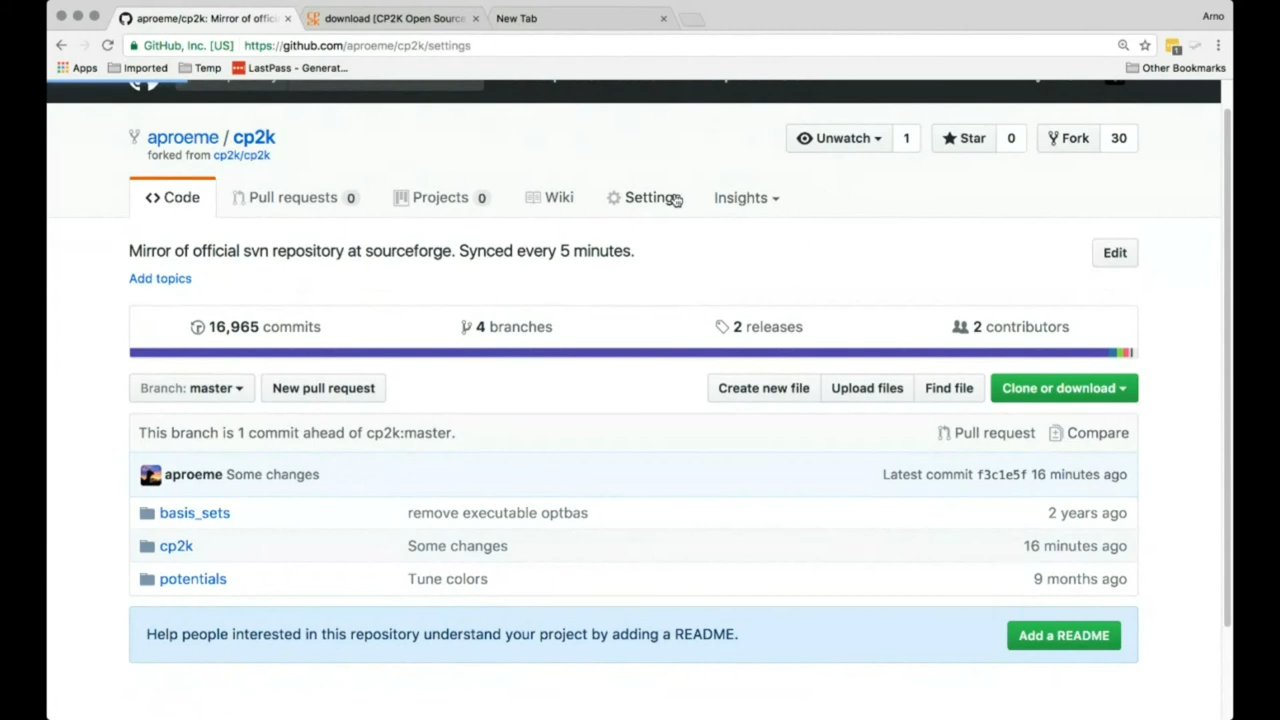 aproeme/cp2k: Mirror of offici
download [CP2K Open Source
New Tab
Arno
GitHub, Inc. [US]
https://github.com/aproeme/cp2k/settings
Apps
Imported
Temp
LastPass - Generat...
Other Bookmarks
aproeme / cp2k
forked from cp2k/cp2k
Unwatch
1
Star
0
Fork
30
Code
Pull requests 0
Projects 0
Wiki
Settings
Insights
Mirror of official svn repository at sourceforge. Synced every 5 minutes.
Edit
Add topics
16,965 commits
4 branches
2 releases
2 contributors
Branch: master
New pull request
Create new file
Upload files
Find file
Clone or download
This branch is 1 commit ahead of cp2k:master.
Pull request
Compare
aproeme Some changes
Latest commit f3c1e5f 16 minutes ago
basis_sets
remove executable optbas
2 years ago
cp2k
Some changes
16 minutes ago
potentials
Tune colors
9 months ago
Help people interested in this repository understand your project by adding a README.
Add a README